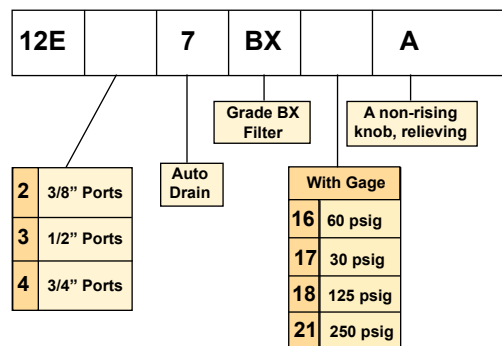 12E 7 BX A
Grade BX
Filter
A non-rising
knob, relieving
Auto
Drain
With Gage
2 3/8” Ports
3 1/2” Ports
4 3/4” Ports
16 60 psig
17 30 psig
18 125 psig
21 250 psig